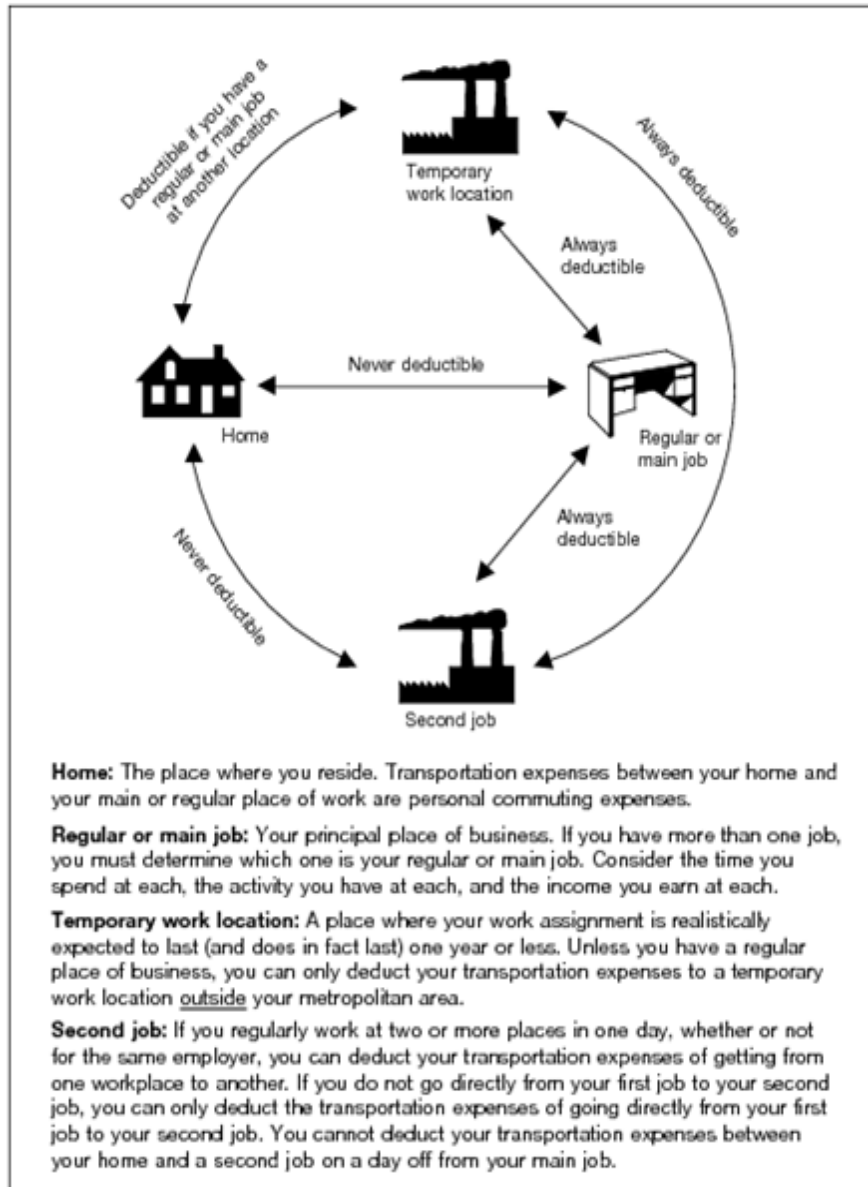 Deductible if you have a
regular or main job
at another location
Temporary
work location
Always deductible
Always
deductible
Never deductible
Home
Regular or
main job
Always
deductible
Never deductible
Second job
Home: The place where you reside. Transportation expenses between your home and
your main or regular place of work are personal commuting expenses.
Regular or main job: Your principal place of business. If you have more than one job,
you must determine which one is your regular or main job. Consider the time you
spend at each, the activity you have at each, and the income you earn at each.
Temporary work location: A place where your work assignment is realistically
expected to last (and does in fact last) one year or less. Unless you have a regular
place of business, you can only deduct your transportation expenses to a temporary
work location outside your metropolitan area.
Second job: If you regularly work at two or more places in one day, whether or not
for the same employer, you can deduct your transportation expenses of getting from
one workplace to another. If you do not go directly from your first job to your second
job, you can only deduct the transportation expenses of going directly from your first
job to your second job. You cannot deduct your transportation expenses between
your home and a second job on a day off from your main job.